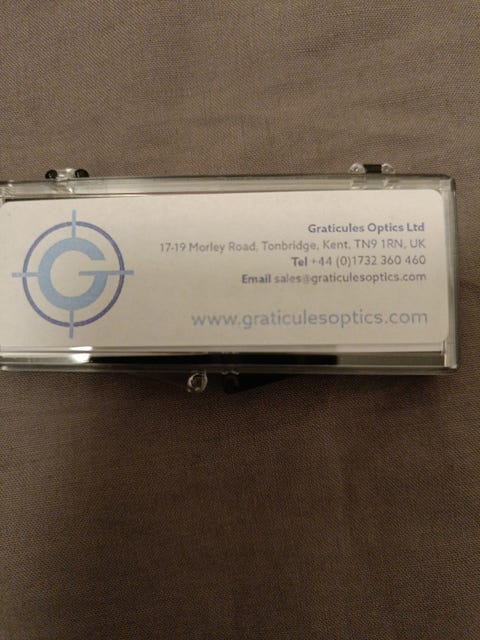 Graticules Optics Ltd
17-19 Morley Road, Tonbridge, Kent, TN9 1RN, UK
Tel +44 (0)1732 360 460
Email sales@graticulesoptics.com
www.graticulesoptics.com
G